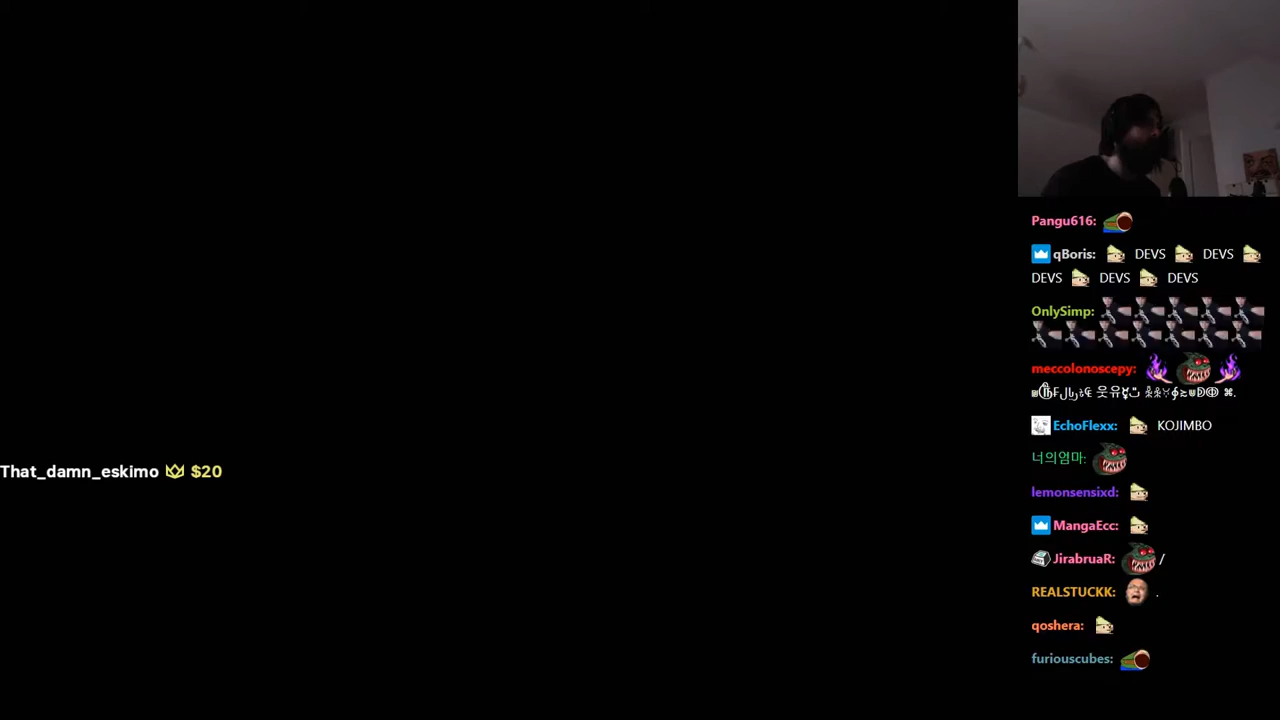 That_damn_eskimo $20
Pangu616:
qBoris: DEVS DEVS
DEVS DEVS DEVS
OnlySimp:
meccolonoscepy:
EchoFlexx: KOJIMBO
너의엄마:
lemonsensixd:
MangaEcc:
JirabruaR: /
REALSTUCKK: .
qoshera:
furiouscubes: